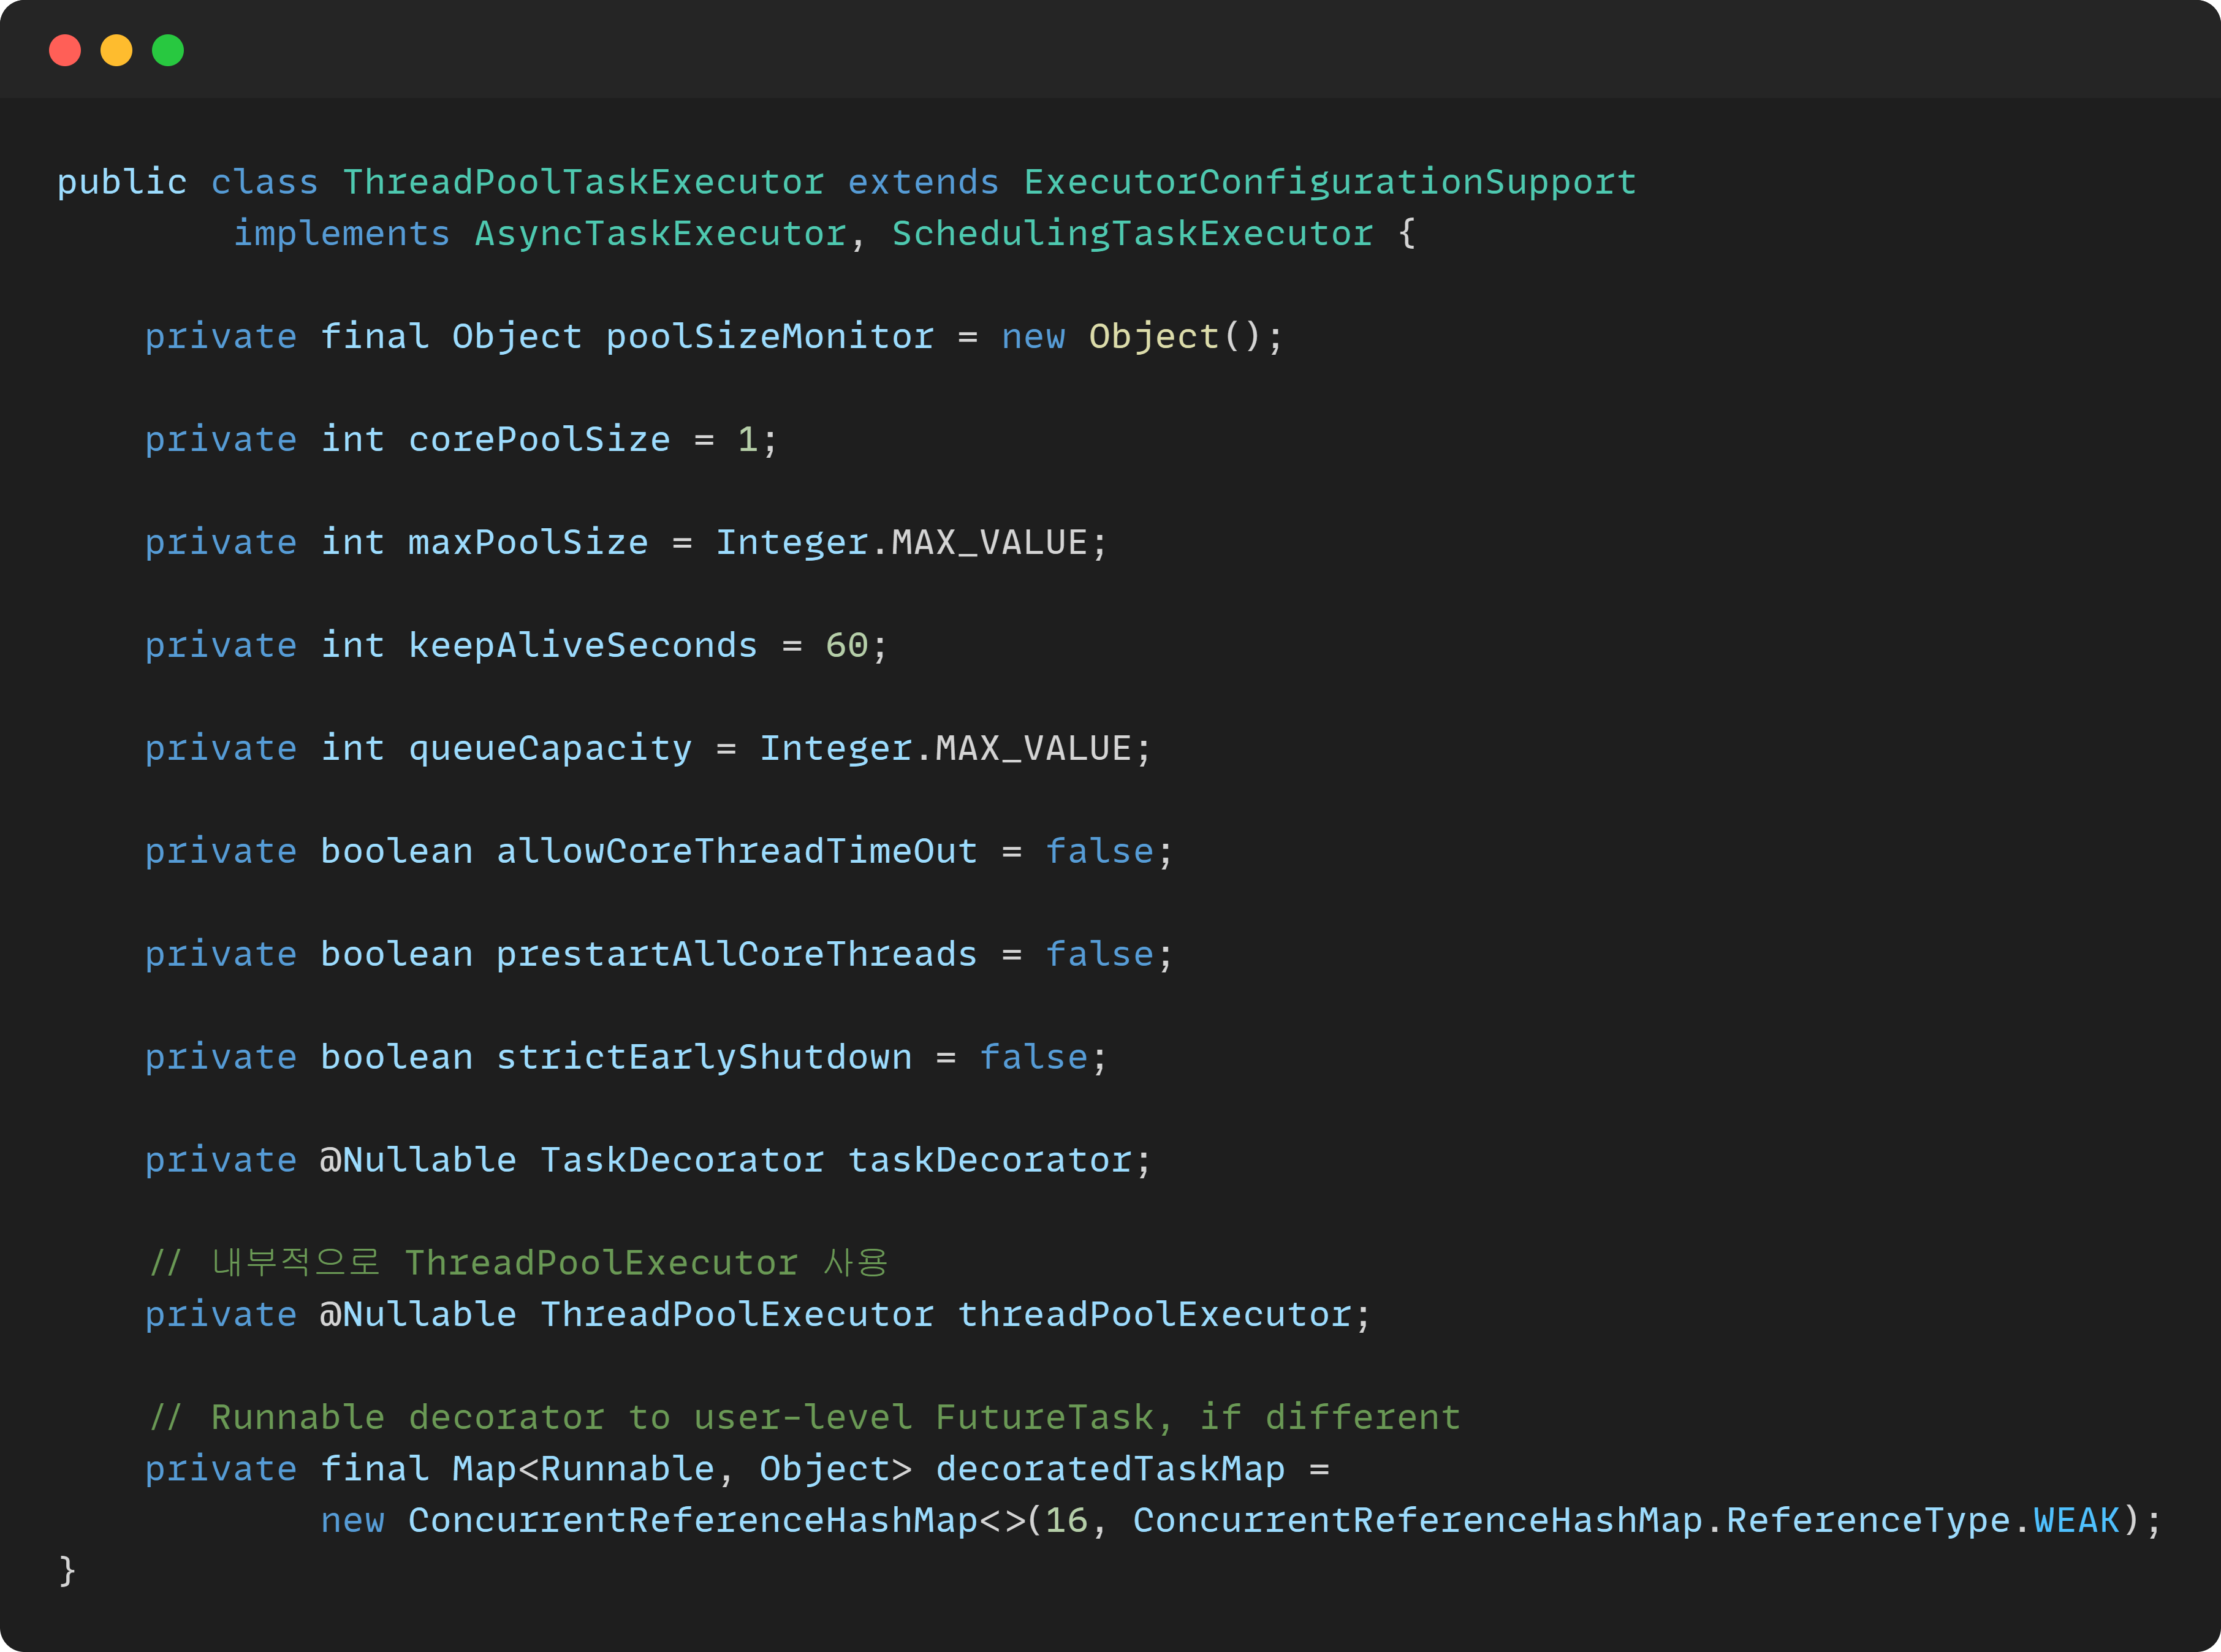 public class ThreadPoolTaskExecutor extends ExecutorConfigurationSupport
        implements AsyncTaskExecutor, SchedulingTaskExecutor {

    private final Object poolSizeMonitor = new Object();

    private int corePoolSize = 1;

    private int maxPoolSize = Integer.MAX_VALUE;

    private int keepAliveSeconds = 60;

    private int queueCapacity = Integer.MAX_VALUE;

    private boolean allowCoreThreadTimeOut = false;

    private boolean prestartAllCoreThreads = false;

    private boolean strictEarlyShutdown = false;

    private @Nullable TaskDecorator taskDecorator;

    // 내부적으로 ThreadPoolExecutor 사용
    private @Nullable ThreadPoolExecutor threadPoolExecutor;

    // Runnable decorator to user-level FutureTask, if different
    private final Map<Runnable, Object> decoratedTaskMap =
            new ConcurrentReferenceHashMap<>(16, ConcurrentReferenceHashMap.ReferenceType.WEAK);
}